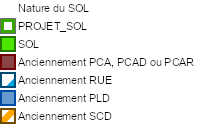 Nature du SOL
PROJET_SOL
SOL
Anciennement PCA, PCAD ou PCAR
Anciennement RUE
Anciennement PLD
Anciennement SCD